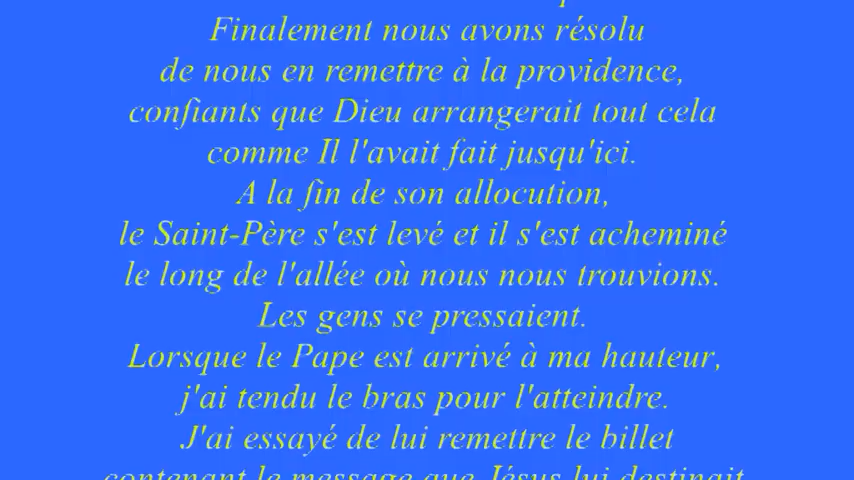 Finalement nous avons résolu
de nous en remettre à la providence,
confiants que Dieu arrangerait tout cela
comme Il l'avait fait jusqu'ici.
A la fin de son allocution,
le Saint-Père s'est levé et il s'est acheminé
le long de l'allée où nous nous trouvions.
Les gens se pressaient.
Lorsque le Pape est arrivé à ma hauteur,
j'ai tendu le bras pour l'atteindre.
J'ai essayé de lui remettre le billet
contenant le message que Jésus lui destinait